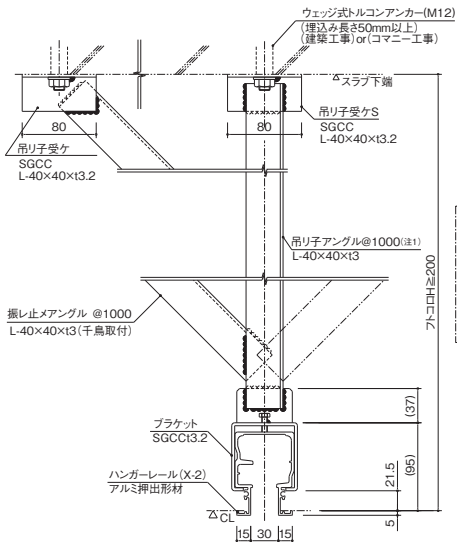 ウェッジ式トルコンアンカー(M12)
(埋込み長さ50mm以上)
(建築工事)or(コマニー工事)
スラブ下端
80
80
吊リ子受ケ
SGCC
L-40×40×t3.2
吊リ子受ケS
SGCC
L-40×40×t3.2
吊リ子アングル@1000(注1)
L-40×40×t3
フトコロH≧200
振レ止メアングル @1000
L-40×40×t3(千鳥取付)
ブラケット
SGCCt3.2
(37)
(95)
21.5
ハンガーレール(X-2)
アルミ押出形材
CL
15 30 15
5